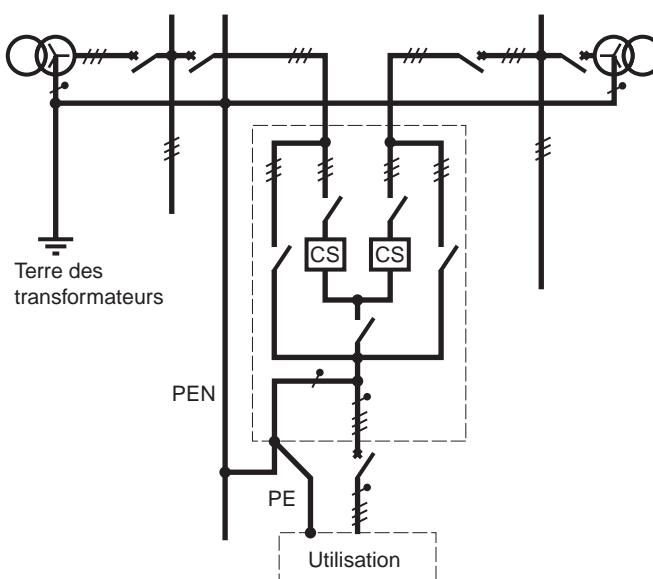 CS
CS
Terre des
transformateurs
PEN
PE
Utilisation